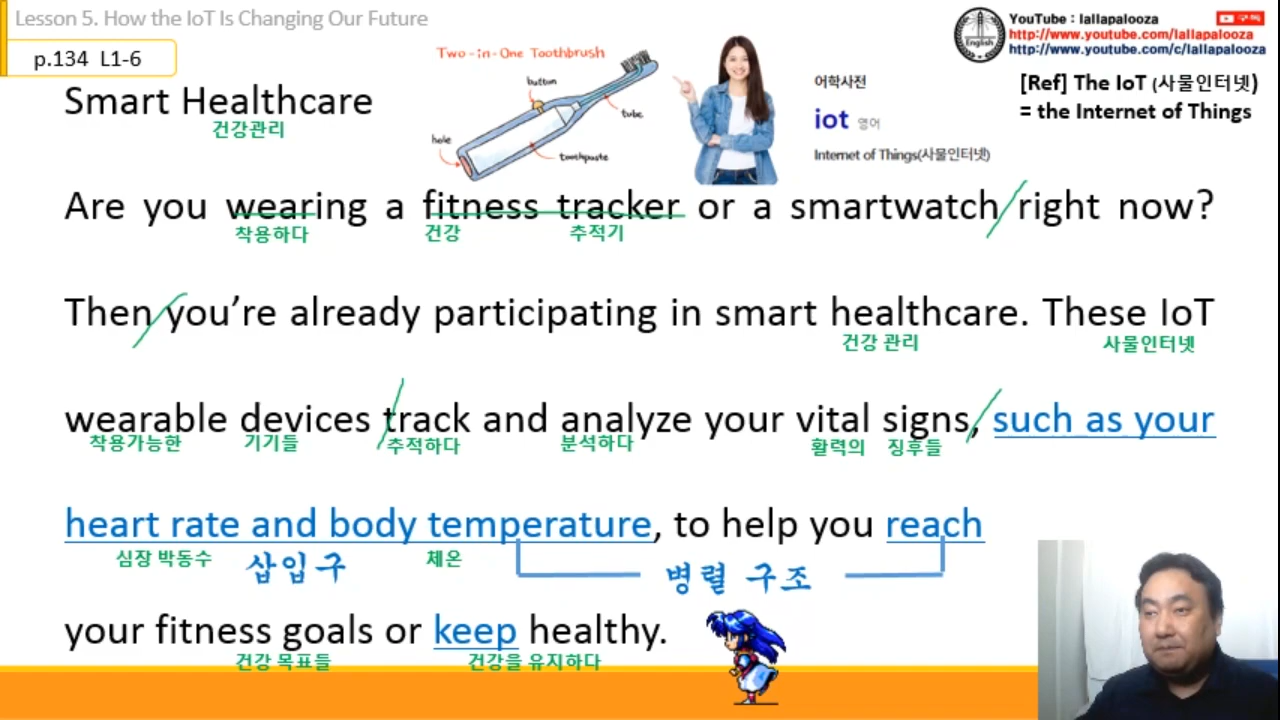 Lesson 5. How the IoT Is Changing Our Future
p.134 L1-6
YouTube : lallapalooza
구독
http://www.youtube.com/lallapalooza
http://www.youtube.com/c/lallapalooza
English
[Ref] The IoT (사물인터넷)
= the Internet of Things
Two-in-One Toothbrush
button
tube
hole
toothpaste
어학사전
iot 영어
Internet of Things(사물인터넷)
Smart Healthcare
건강관리
Are you wearing a fitness tracker or a smartwatch right now?
착용하다 건강 추적기
Then you’re already participating in smart healthcare. These IoT
건강 관리 사물인터넷
wearable devices track and analyze your vital signs, such as your
착용가능한 기기들 추적하다 분석하다 활력의 징후들
heart rate and body temperature, to help you reach
심장 박동수 삽입구 체온 병렬 구조
your fitness goals or keep healthy.
건강 목표들 건강을 유지하다